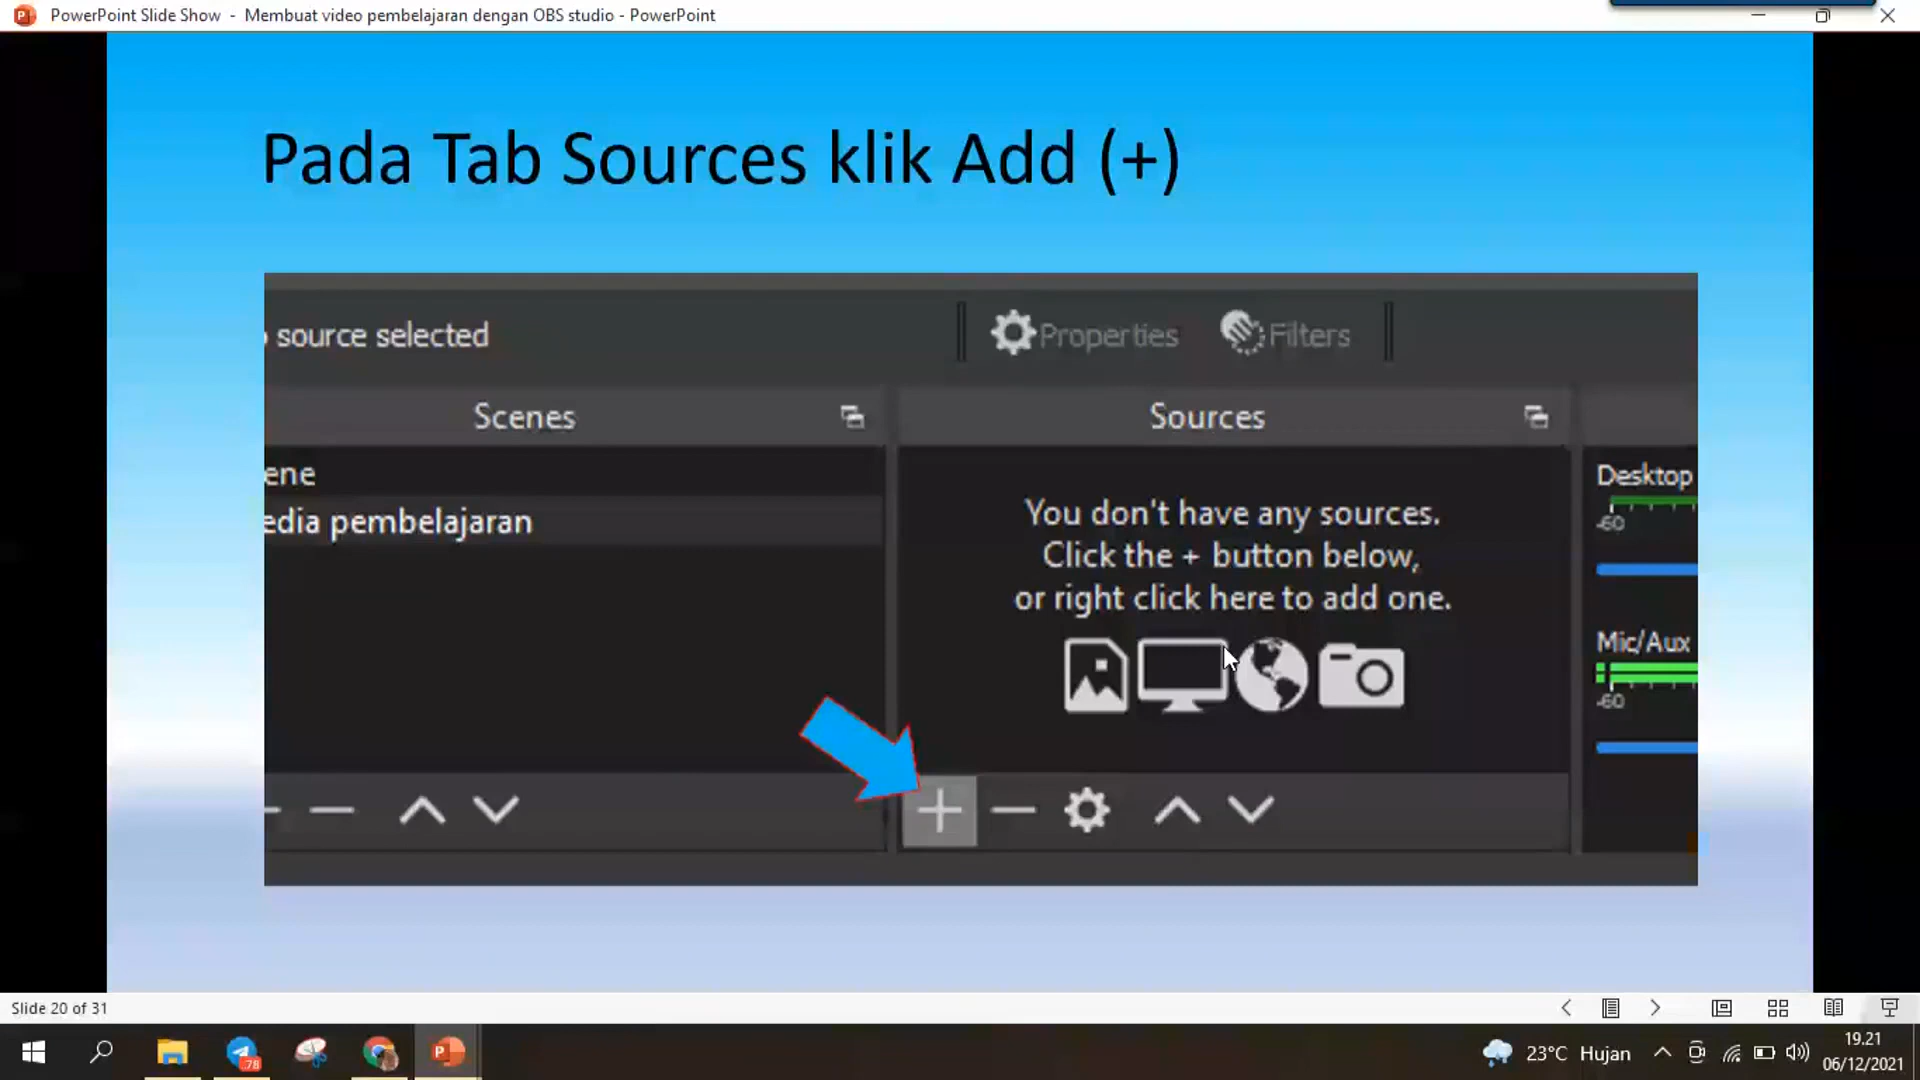 PowerPoint Slide Show - Membuat video pembelajaran dengan OBS studio - PowerPoint
Pada Tab Sources klik Add (+)
source selected
Properties
Filters
Scenes
Sources
ene
edia pembelajaran
You don't have any sources.
Click the + button below,
or right click here to add one.
Desktop
-60
Mic/Aux
-60
Slide 20 of 31
78
23°C Hujan
19.21
06/12/2021